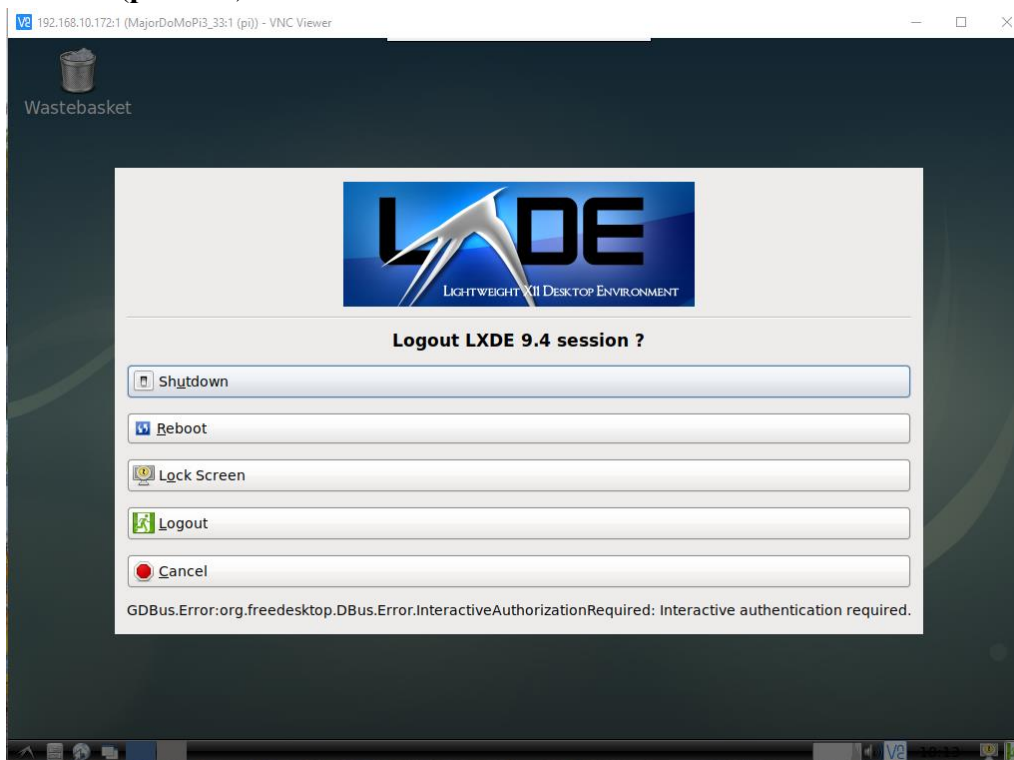 192.168.10.172:1 (MajorDoMoPi3_33:1 (pi)) - VNC Viewer
Wastebasket
LXDE
LIGHTWEIGHT X11 DESKTOP ENVIRONMENT
Logout LXDE 9.4 session ?
Shutdown
Reboot
Lock Screen
Logout
Cancel
GDBus.Error:org.freedesktop.DBus.Error.InteractiveAuthorizationRequired: Interactive authentication required.